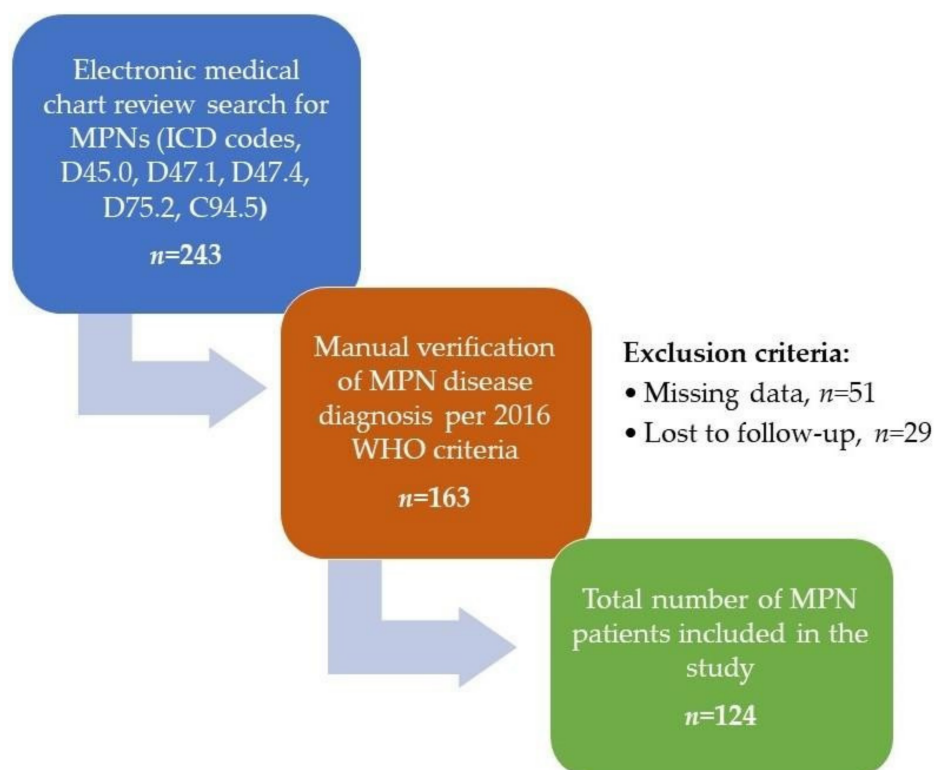 Electronic medical
chart review search for
MPNs (ICD codes,
D45.0, D47.1, D47.4,
D75.2, C94.5)
n=243
Manual verification
of MPN disease
diagnosis per 2016
WHO criteria
n=163
Exclusion criteria:
• Missing data, n=51
• Lost to follow-up, n=29
Total number of MPN
patients included in the
study
n=124